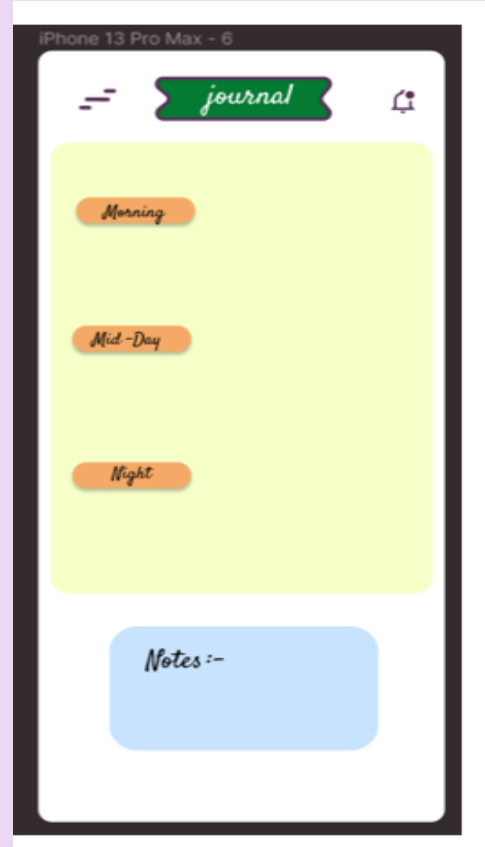 iPhone 13 Pro Max - 6
journal
Morning
Mid-Day
Night
Notes :-